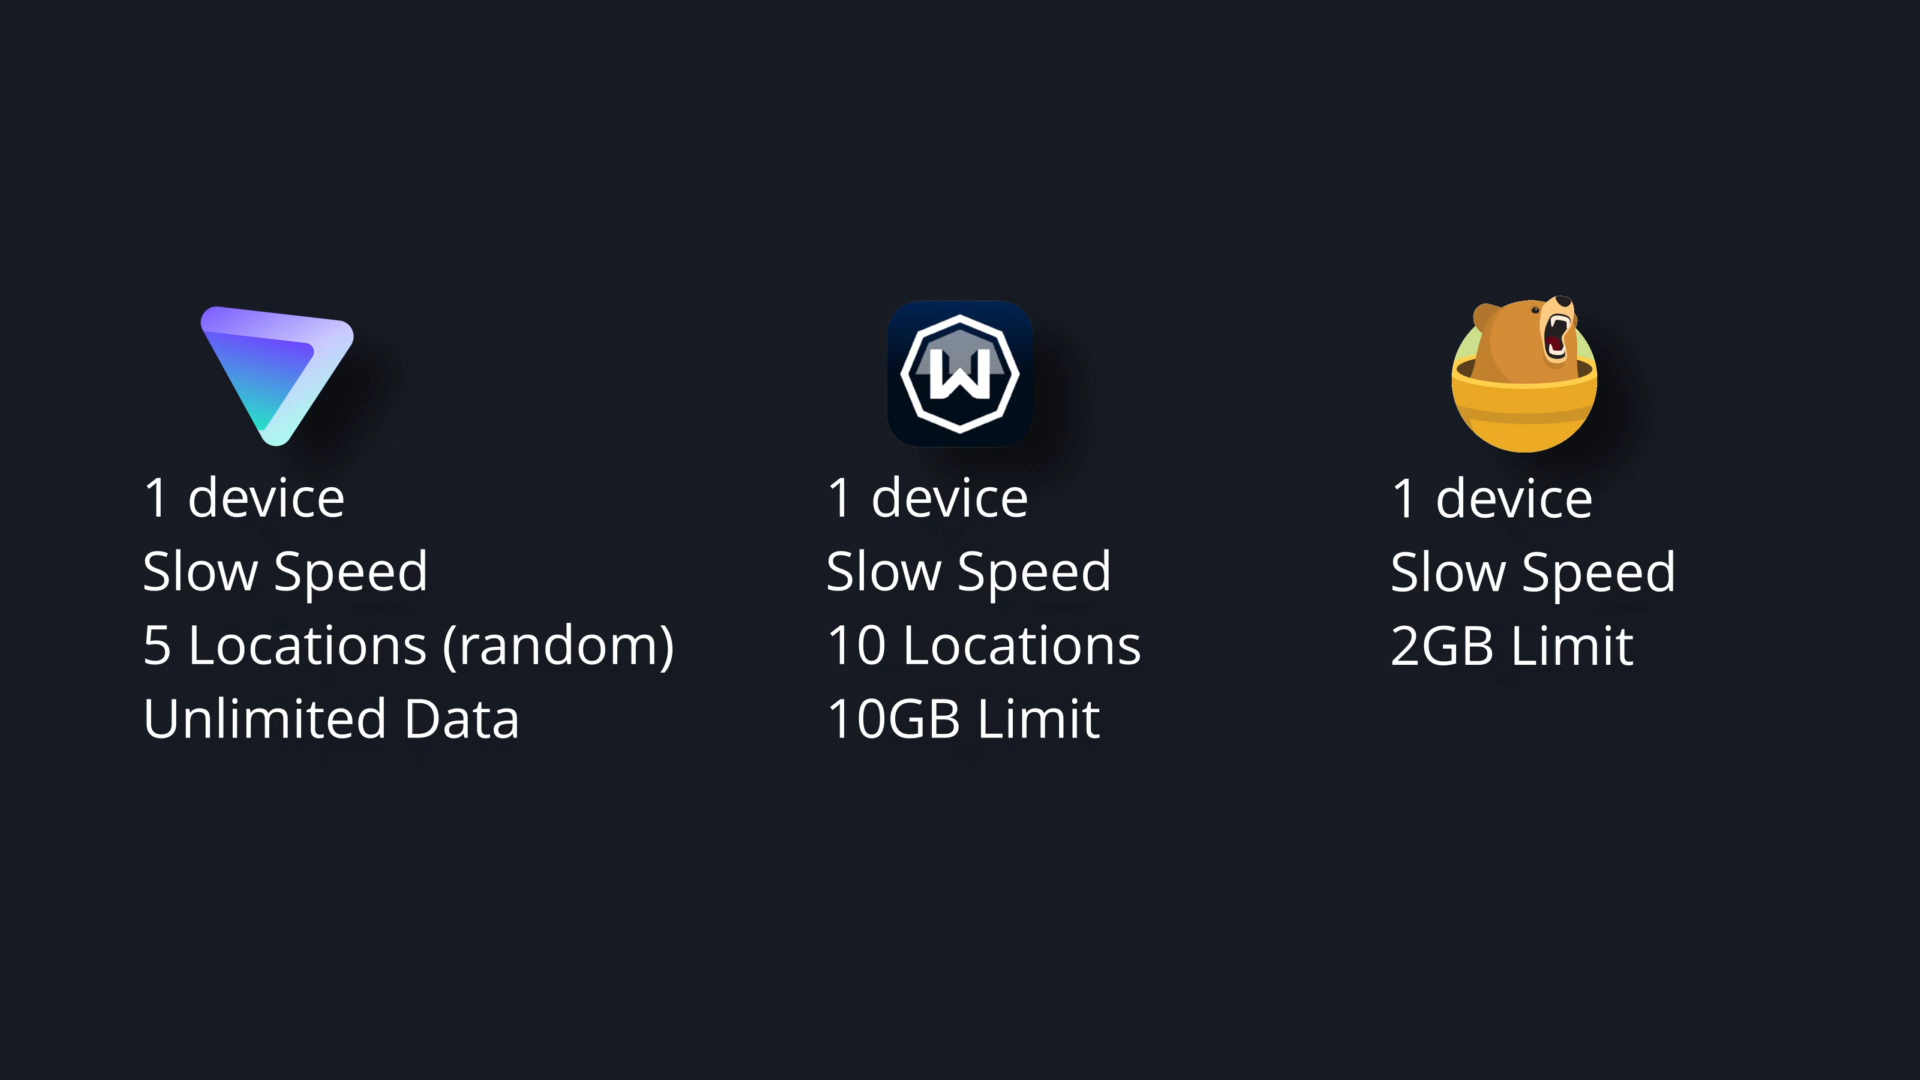 1 device
Slow Speed
5 Locations (random)
Unlimited Data
W
1 device
Slow Speed
10 Locations
10GB Limit
1 device
Slow Speed
2GB Limit